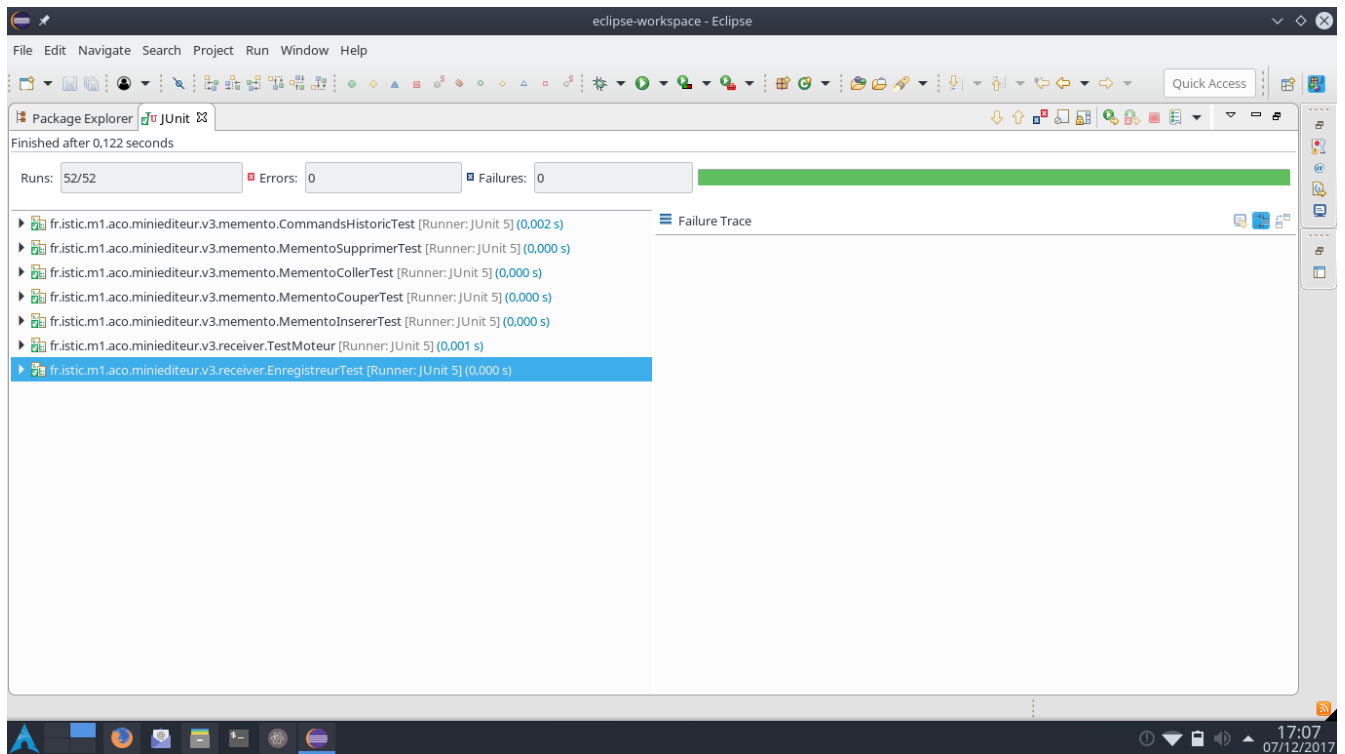 eclipse-workspace - Eclipse
File Edit Navigate Search Project Run Window Help
Quick Access
Package Explorer JUnit
Finished after 0,122 seconds
Runs: 52/52 Errors: 0 Failures: 0
fr.istic.m1.aco.miniediteur.v3.memento.CommandsHistoricTest [Runner: JUnit 5] (0,002 s)
Failure Trace
fr.istic.m1.aco.miniediteur.v3.memento.MementoSupprimerTest [Runner: JUnit 5] (0,000 s)
fr.istic.m1.aco.miniediteur.v3.memento.MementoCollerTest [Runner: JUnit 5] (0,000 s)
fr.istic.m1.aco.miniediteur.v3.memento.MementoCouperTest [Runner: JUnit 5] (0,000 s)
fr.istic.m1.aco.miniediteur.v3.memento.MementoInsererTest [Runner: JUnit 5] (0,000 s)
fr.istic.m1.aco.miniediteur.v3.receiver.TestMoteur [Runner: JUnit 5] (0,001 s)
fr.istic.m1.aco.miniediteur.v3.receiver.EnregistreurTest [Runner: JUnit 5] (0,000 s)
17:07
07/12/2017